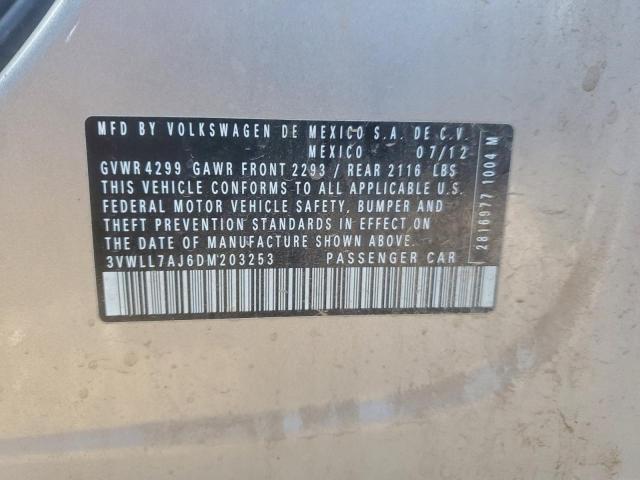 MFD BY VOLKSWAGEN DE MEXICO S.A. DE C.V.
MEXICO 07/12
GVWR 4299 GAWR FRONT 2293 / REAR 2116 LBS
THIS VEHICLE CONFORMS TO ALL APPLICABLE U.S.
FEDERAL MOTOR VEHICLE SAFETY, BUMPER AND
THEFT PREVENTION STANDARDS IN EFFECT ON
THE DATE OF MANUFACTURE SHOWN ABOVE.
3VWLL7AJ6DM203253 PASSENGER CAR
2816977 1004 M